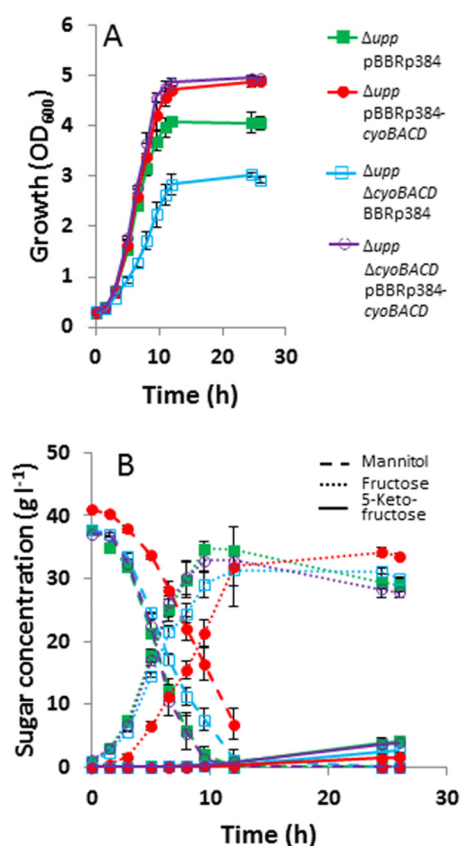 A
Growth (OD600)
6
5
4
3
2
1
0
0 10 20 30
Time (h)
Δupp
pBBRp384
Δupp
pBBRp384-
cyoBACD
Δupp
ΔcyoBACD
BBRp384
Δupp
ΔcyoBACD
pBBRp384-
cyoBACD
B
Sugar concentration (g l-1)
50
40
30
20
10
0
0 10 20 30
Time (h)
Mannitol
Fructose
5-Keto-
fructose